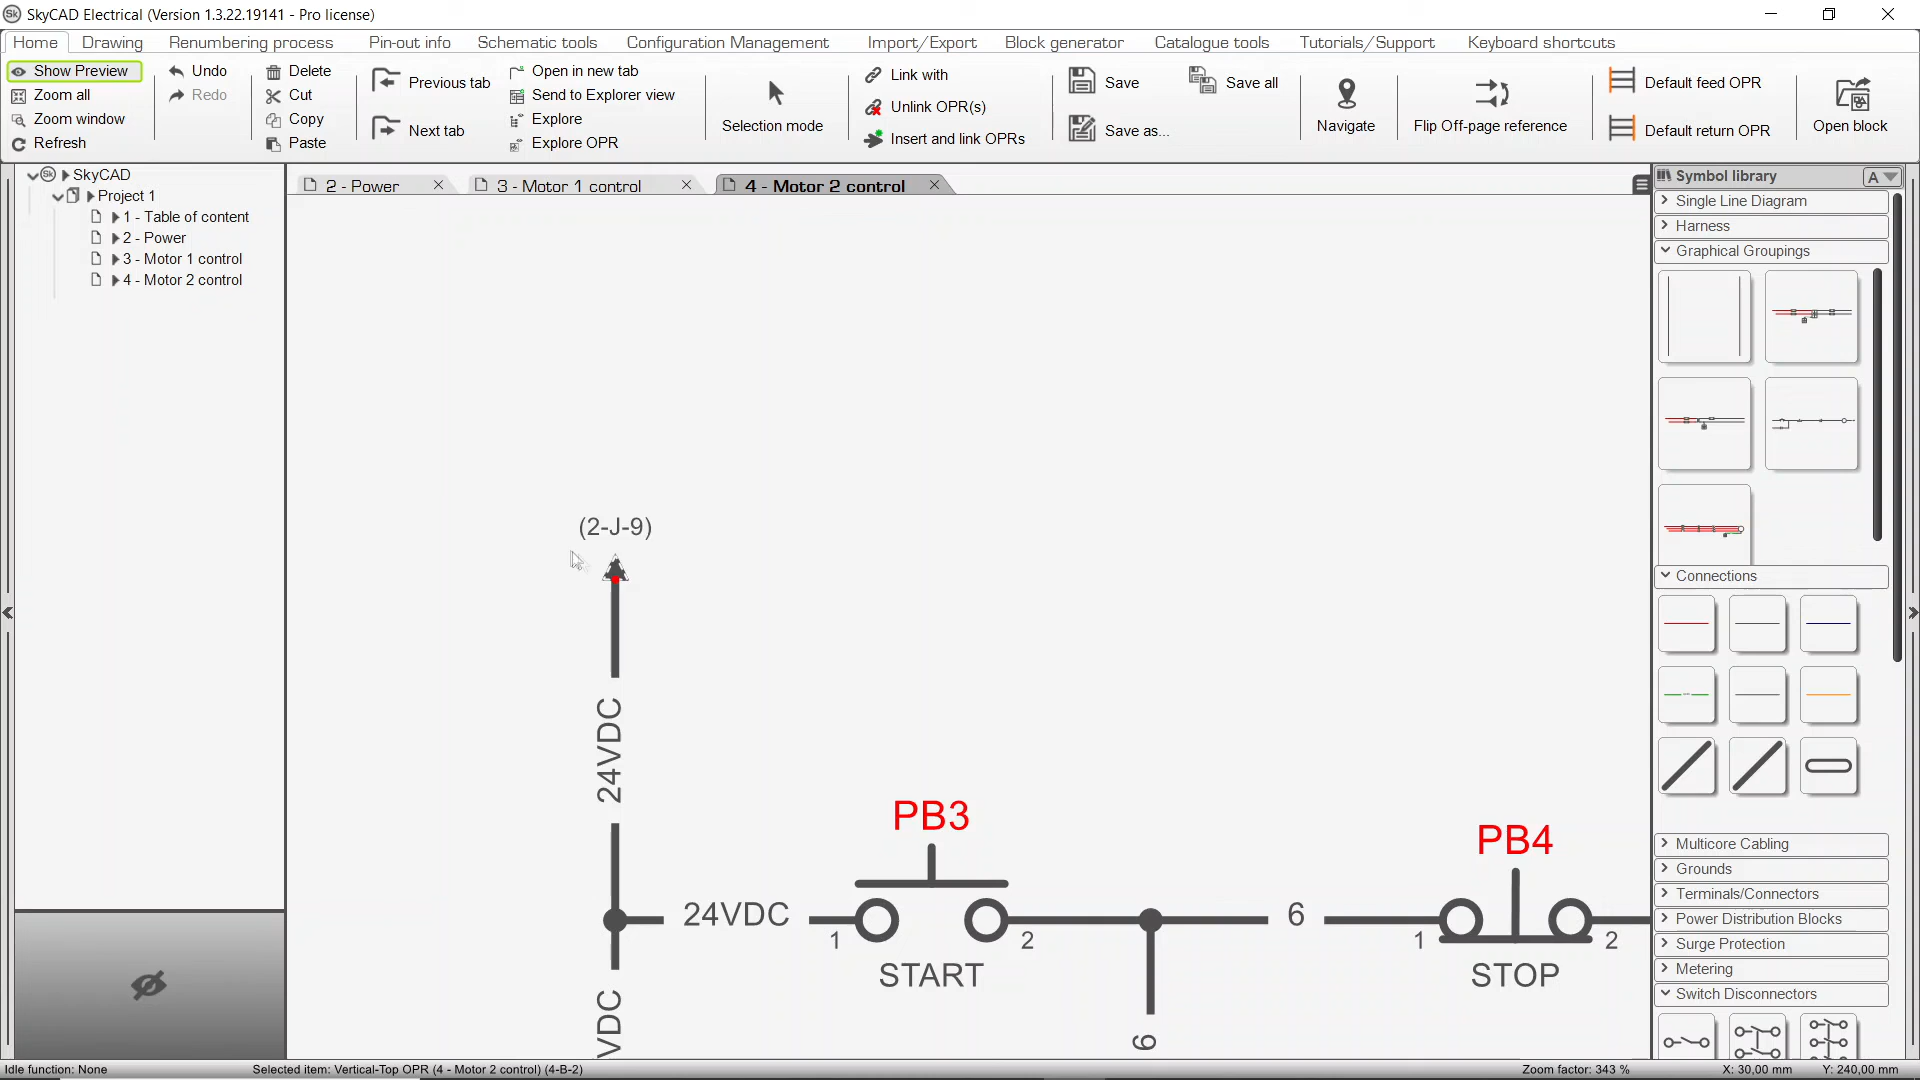 SkyCAD Electrical (Version 1.3.22.19141 - Pro license)
Home Drawing Renumbering process Pin-out info Schematic tools Configuration Management Import/Export Block generator Catalogue tools Tutorials/Support Keyboard shortcuts
Show Preview
Zoom all
Zoom window
Refresh
Undo
Redo
Delete
Cut
Copy
Paste
Previous tab
Next tab
Open in new tab
Send to Explorer view
Explore
Explore OPR
Selection mode
Link with
Unlink OPR(s)
Insert and link OPRs
Save
Save as...
Save all
Navigate
Flip Off-page reference
Default feed OPR
Default return OPR
Open block
SkyCAD
Project 1
1 - Table of content
2 - Power
3 - Motor 1 control
4 - Motor 2 control
2 - Power
3 - Motor 1 control
4 - Motor 2 control
(2-J-9)
24VDC
PB3
24VDC
1
2
START
6
PB4
1
2
STOP
VDC
6
Symbol library
A
Single Line Diagram
Harness
Graphical Groupings
Connections
Multicore Cabling
Grounds
Terminals/Connectors
Power Distribution Blocks
Surge Protection
Metering
Switch Disconnectors
Idle function: None
Selected item: Vertical-Top OPR (4 - Motor 2 control) (4-B-2)
Zoom factor: 343 %
X: 30,00 mm
Y: 240,00 mm